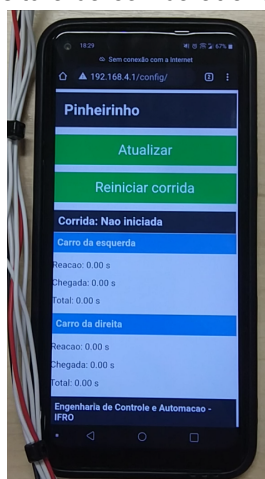 18:29
67%
Sem conexão com a Internet
192.168.4.1/config/
Pinheirinho
Atualizar
Reiniciar corrida
Corrida: Nao iniciada
Carro da esquerda
Reacao: 0.00 s
Chegada: 0.00 s
Total: 0.00 s
Carro da direita
Reacao: 0.00 s
Chegada: 0.00 s
Total: 0.00 s
Engenharia de Controle e Automacao -
IFRO